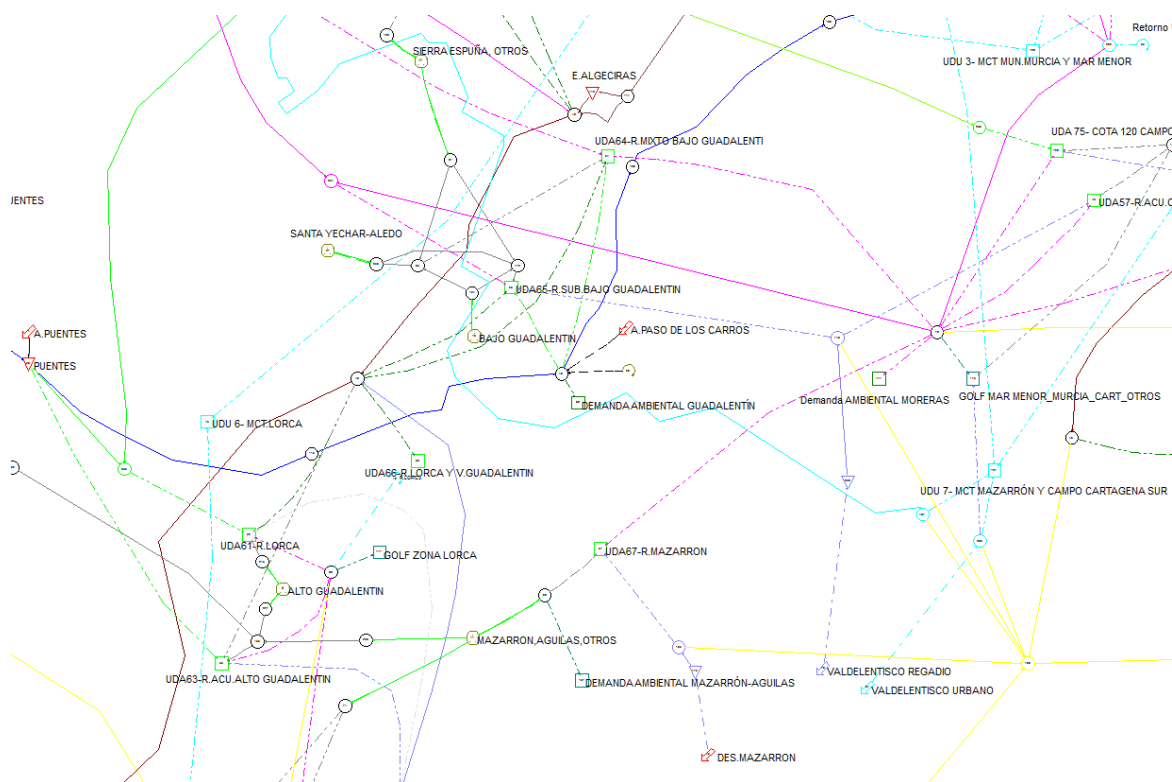 SIERRA ESPUÑA, OTROS
Retorno
UDU 3- MCT MUN.MURCIA Y MAR MENOR
E.ALGECIRAS
UDA 75- COTA 120 CAMPO
UDA64-R.MIXTO BAJO GUADALENTI
UENTES
UDA57-R.ACU.C
SANTA YECHAR-ALEDO
UDA65-R.SUB.BAJO GUADALENTIN
A.PUENTES
A.PASO DE LOS CARROS
BAJO GUADALENTIN
PUENTES
Demanda AMBIENTAL MORERAS
GOLF MAR MENOR_MURCIA_CART_OTROS
DEMANDA AMBIENTAL GUADALENTÍN
UDU 6- MCT.LORCA
UDA66-R.LORCA Y V.GUADALENTIN
UDU 7- MCT MAZARRÓN Y CAMPO CARTAGENA SUR
UDA61-R.LORCA
GOLF ZONA LORCA
UDA67-R.MAZARRON
ALTO GUADALENTIN
MAZARRON,AGUILAS,OTROS
UDA63-R.ACU.ALTO GUADALENTIN
DEMANDA AMBIENTAL MAZARRÓN-AGUILAS
VALDELENTISCO REGADIO
VALDELENTISCO URBANO
DES.MAZARRON